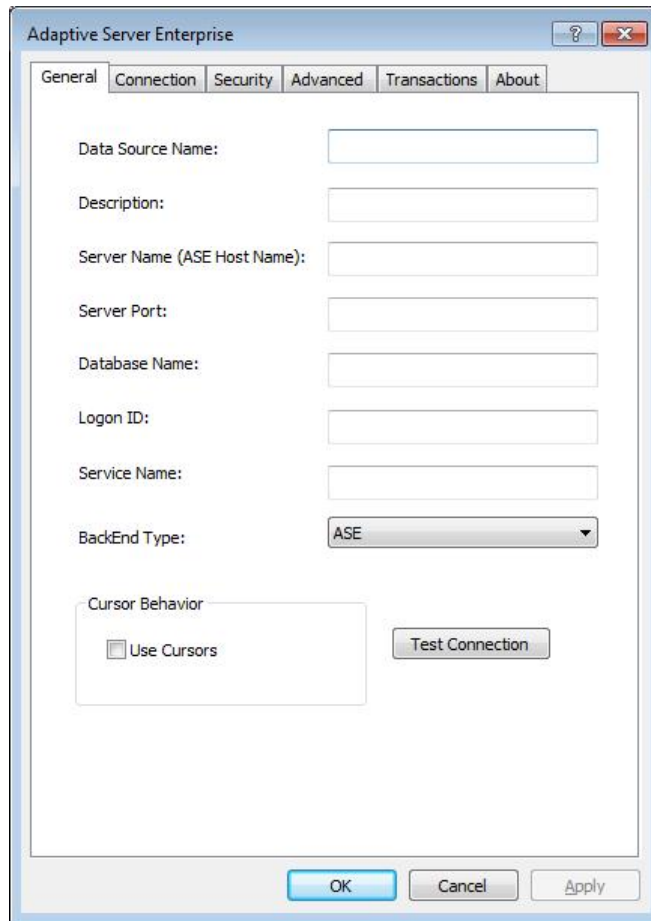 Adaptive Server Enterprise
?
General Connection Security Advanced Transactions About
Data Source Name:
Description:
Server Name (ASE Host Name):
Server Port:
Database Name:
Logon ID:
Service Name:
BackEnd Type: ASE
Cursor Behavior
Use Cursors
Test Connection
OK Cancel Apply